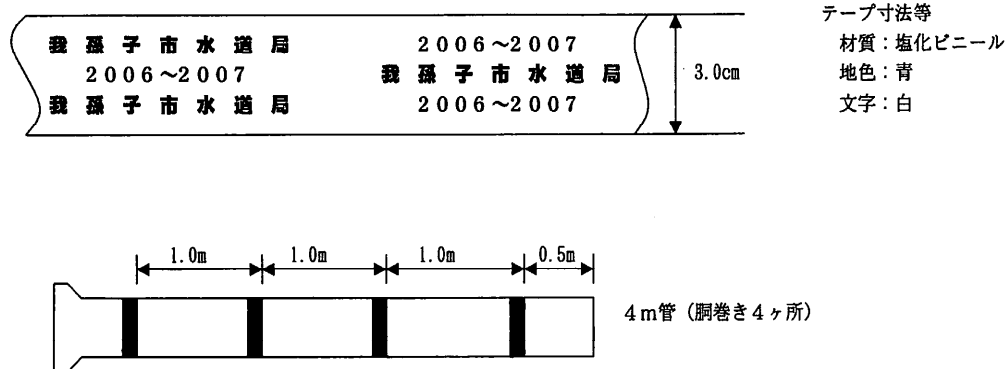 テープ寸法等
我孫子市水道局 2006～2007
材質：塩化ビニール
2006～2007 我孫子市水道局
3.0cm
地色：青
我孫子市水道局 2006～2007
文字：白
1.0m 1.0m 1.0m 0.5m
4m管（胴巻き4ヶ所）